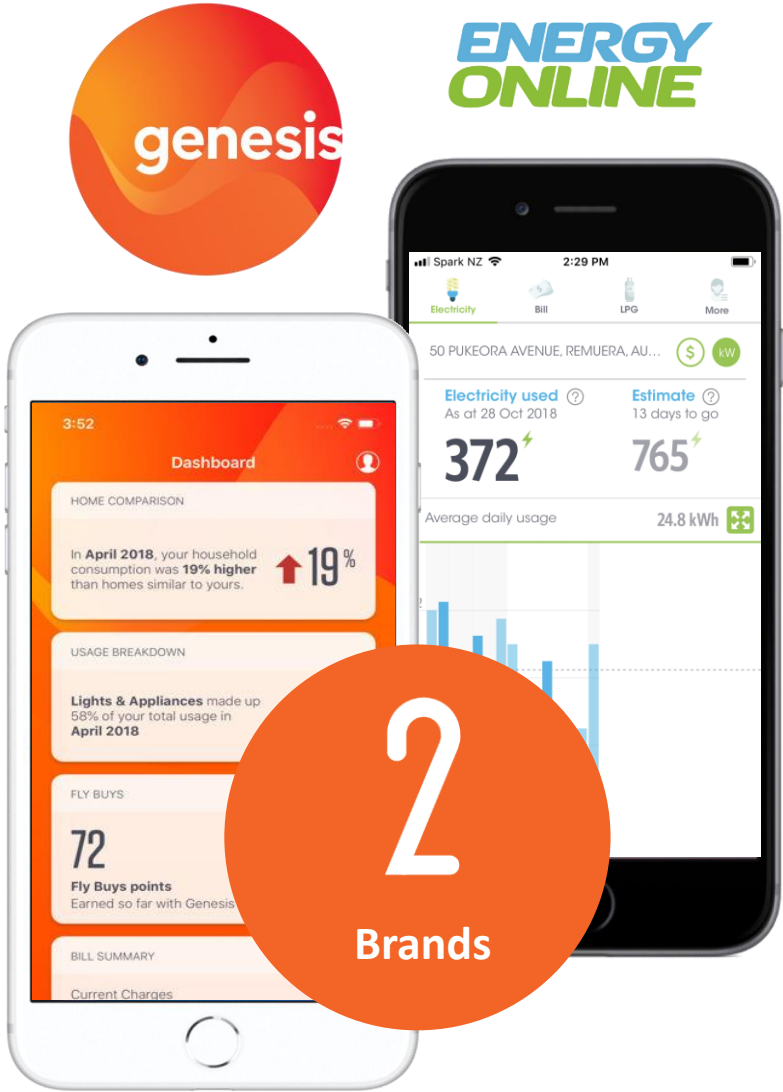 genesis
ENERGY
ONLINE
Spark NZ
2:29 PM
Electricity
Bill
LPG
More
50 PUKEORA AVENUE, REMUERA, AU...
$
kW
Electricity used ?
As at 28 Oct 2018
372
Estimate ?
13 days to go
765
Average daily usage
24.8 kWh
2
3:52
Dashboard
HOME COMPARISON
In April 2018, your household
consumption was 19% higher
than homes similar to yours.
19%
USAGE BREAKDOWN
Lights & Appliances made up
58% of your total usage in
April 2018
FLY BUYS
72
Fly Buys points
Earned so far with Genesis
BILL SUMMARY
Current Charges
2
Brands